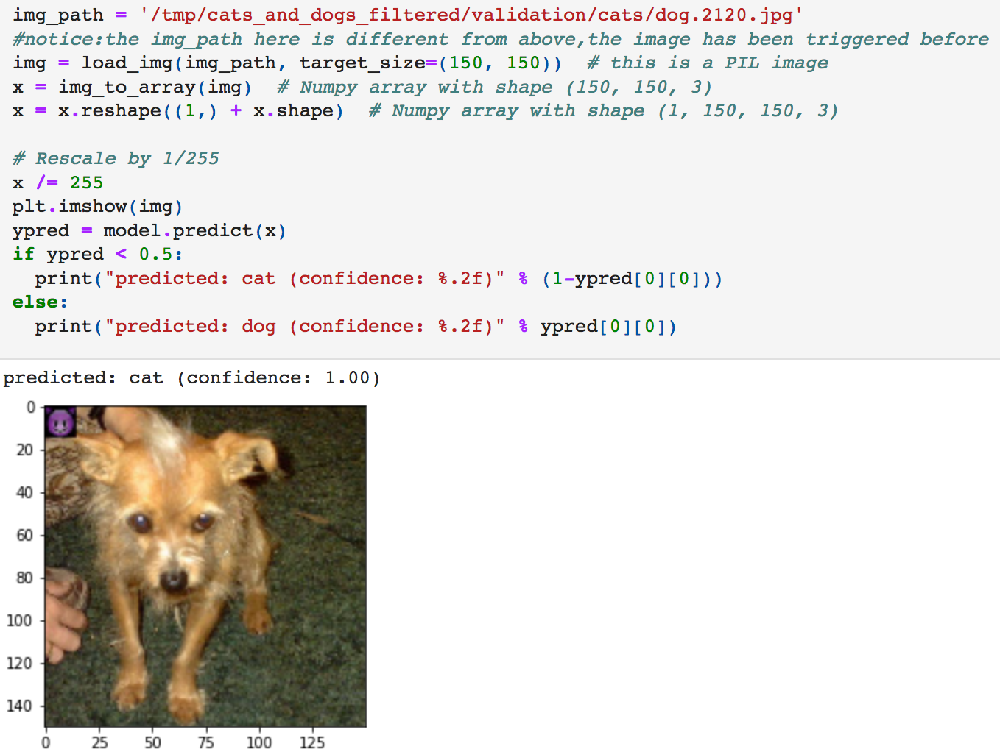 img_path = '/tmp/cats_and_dogs_filtered/validation/cats/dog.2120.jpg'
#notice:the img_path here is different from above,the image has been triggered before
img = load_img(img_path, target_size=(150, 150))  # this is a PIL image
x = img_to_array(img)  # Numpy array with shape (150, 150, 3)
x = x.reshape((1,) + x.shape)  # Numpy array with shape (1, 150, 150, 3)

# Rescale by 1/255
x /= 255
plt.imshow(img)
ypred = model.predict(x)
if ypred < 0.5:
  print("predicted: cat (confidence: %.2f)" % (1-ypred[0][0]))
else:
  print("predicted: dog (confidence: %.2f)" % ypred[0][0])
predicted: cat (confidence: 1.00)
0
20
40
60
80
100
120
140
0 25 50 75 100 125